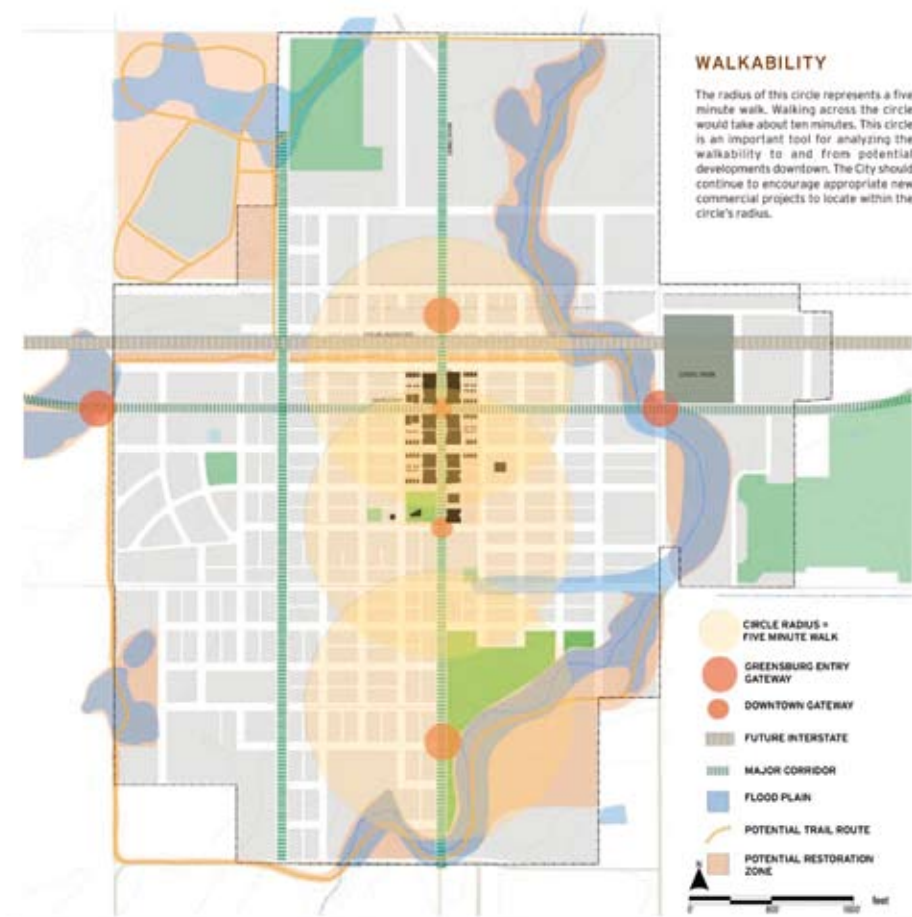 WALKABILITY
The radius of this circle represents a five
minute walk. Walking across the circle
would take about ten minutes. This circle
is an important tool for analyzing the
walkability to and from potential
developments downtown. The City should
continue to encourage appropriate new
commercial projects to locate within the
circle's radius.
CIRCLE RADIUS =
FIVE MINUTE WALK
GREENSBURG ENTRY
GATEWAY
DOWNTOWN GATEWAY
FUTURE INTERSTATE
MAJOR CORRIDOR
FLOOD PLAIN
POTENTIAL TRAIL ROUTE
POTENTIAL RESTORATION
ZONE
N
0
feet